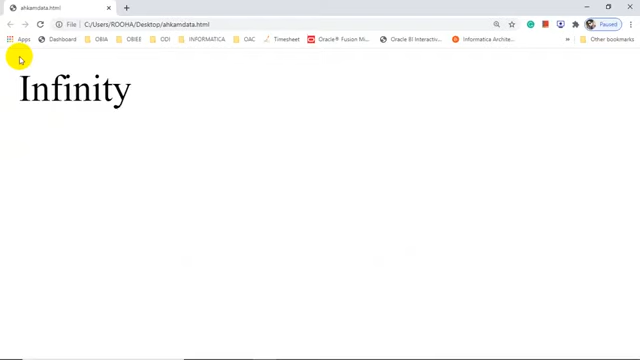 ahkamdata.html
File C:/Users/ROOHA/Desktop/ahkamdata.html Paused
Apps Dashboard OBIA OBIEE ODI INFORMATICA OAC Timesheet Oracle® Fusion Mi... Oracle BI Interactiv... Informatica Archite... » Other bookmarks
Infinity